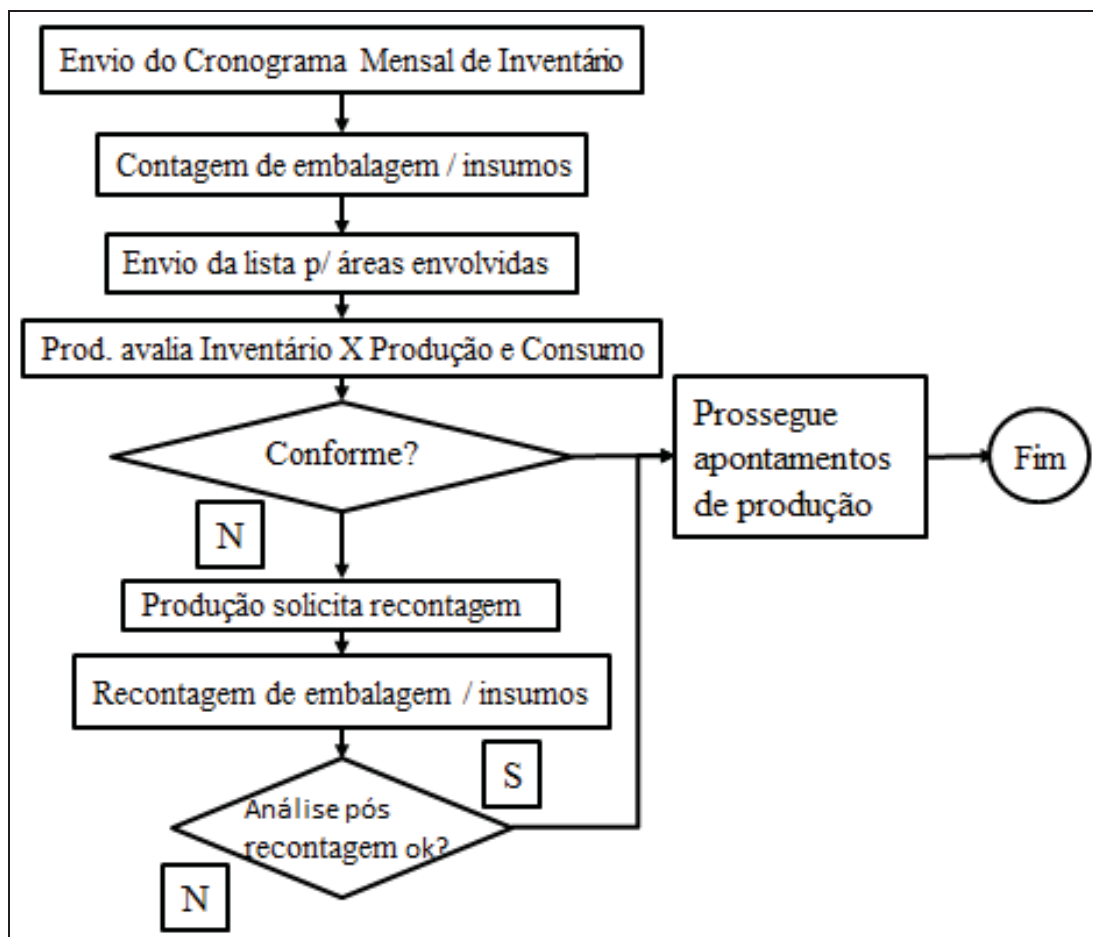 Envio do Cronograma Mensal de Inventário
Contagem de embalagem / insumos
Envio da lista p/ áreas envolvidas
Prod. avalia Inventário X Produção e Consumo
Conforme?
Prossegue
apontamentos
de produção
Fim
N
Produção solicita recontagem
Recontagem de embalagem / insumos
S
Análise pós
recontagem ok?
N